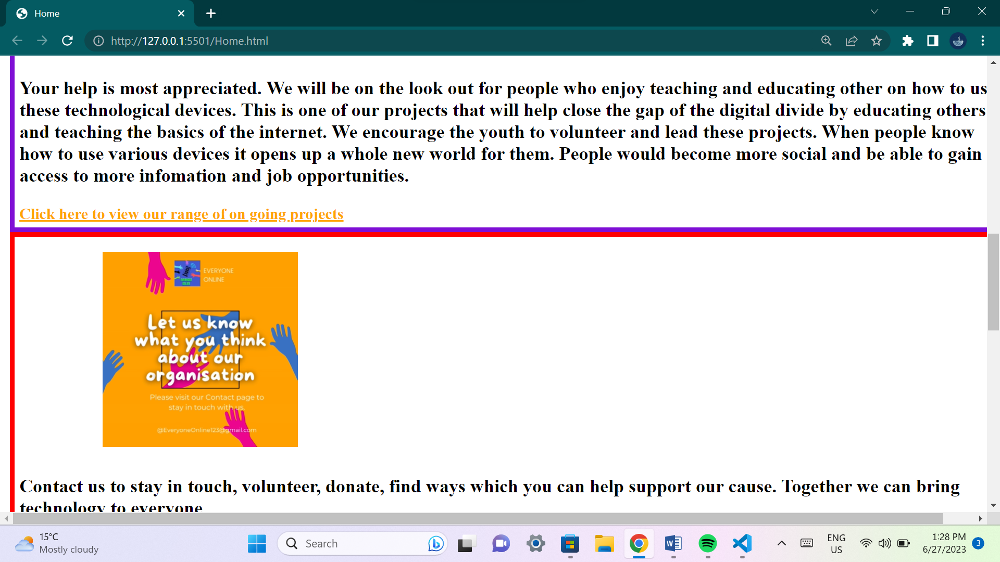 Home
http://127.0.0.1:5501/Home.html
Your help is most appreciated. We will be on the look out for people who enjoy teaching and educating other on how to us
these technological devices. This is one of our projects that will help close the gap of the digital divide by educating others
and teaching the basics of the internet. We encourage the youth to volunteer and lead these projects. When people know
how to use various devices it opens up a whole new world for them. People would become more social and be able to gain
access to more infomation and job opportunities.
Click here to view our range of on going projects
EVERYONE
ONLINE
EVERYONE
ONLINE
Let us know
what you think
about our
organisation
Please visit our Contact page to
stay in touch with us.
@EveryoneOnline123@gmail.com
Contact us to stay in touch, volunteer, donate, find ways which you can help support our cause. Together we can bring
technology to everyone
15°C
Mostly cloudy
Search
ENG
US
1:28 PM
6/27/2023
3